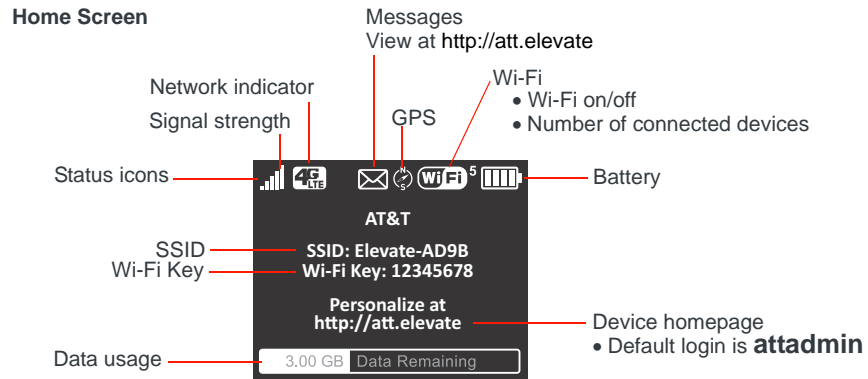 Home Screen
Messages
View at http://att.elevate
Network indicator
Signal strength
GPS
Wi-Fi
• Wi-Fi on/off
• Number of connected devices
Status icons
4G LTE
N
S
WiFi 5
Battery
AT&T
SSID
SSID: Elevate-AD9B
Wi-Fi Key
Wi-Fi Key: 12345678
Personalize at
http://att.elevate
Device homepage
• Default login is attadmin
Data usage
3.00 GB Data Remaining